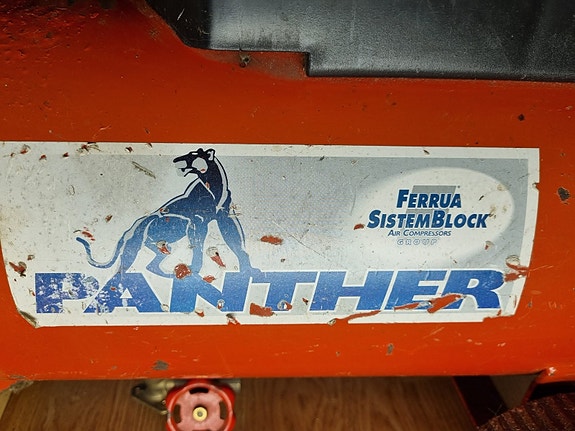 FERRUA
SISTEMBLOCK
AIR COMPRESSORS
GROUP
PANTHER